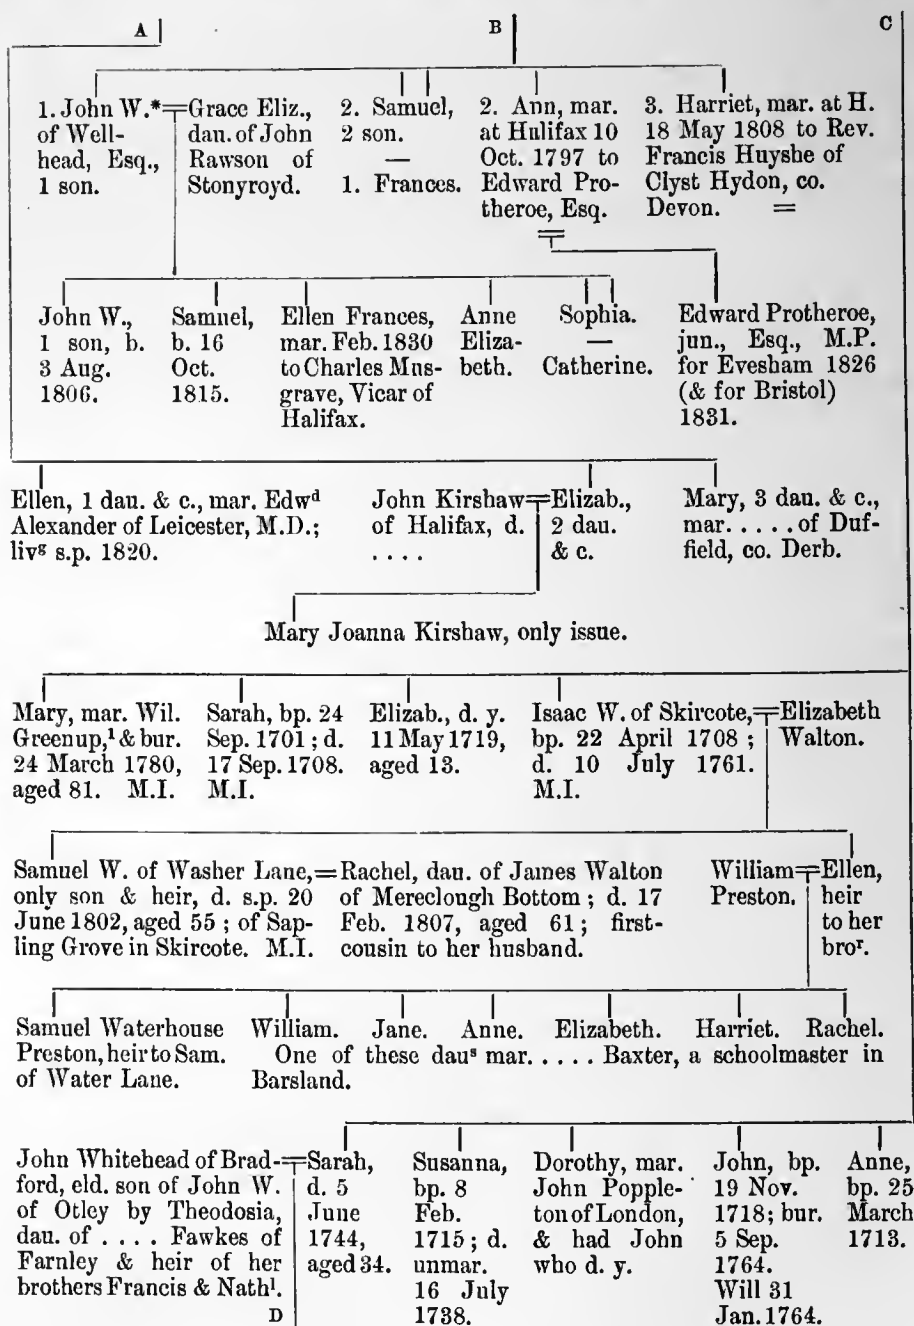 A B C
1. John W.* of Well-
head, Esq.,
1 son.
Grace Eliz.,
dau. of John
Rawson of
Stonyroyd.
2. Samuel,
2 son.
—
1. Frances.
2. Ann, mar.
at Halifax 10
Oct. 1797 to
Edward Pro-
theroe, Esq.
3. Harriet, mar. at H.
18 May 1808 to Rev.
Francis Huyshe of
Clyst Hydon, co.
Devon. =
John W.,
1 son, b.
3 Aug.
1806.
Samuel,
b. 16
Oct.
1815.
Ellen Frances,
mar. Feb. 1830
to Charles Mus-
grave, Vicar of
Halifax.
Anne
Eliza-
beth.
Sophia.
—
Catherine.
Edward Protheroe,
jun., Esq., M.P.
for Evesham 1826
(& for Bristol)
1831.
Ellen, 1 dau. & c., mar. Edwᵈ
Alexander of Leicester, M.D.;
livᵍ s.p. 1820.
John Kirshaw
of Halifax, d.
. . . .
Elizab.,
2 dau.
& c.
Mary, 3 dau. & c.,
mar. . . . . of Duf-
field, co. Derb.
Mary Joanna Kirshaw, only issue.
Mary, mar. Wil.
Greenup,¹ & bur.
24 March 1780,
aged 81. M.I.
Sarah, bp. 24
Sep. 1701; d.
17 Sep. 1708.
M.I.
Elizab., d. y.
11 May 1719,
aged 13.
Isaac W. of Skircote,
bp. 22 April 1708;
d. 10 July 1761.
M.I.
Elizabeth
Walton.
Samuel W. of Washer Lane,=
only son & heir, d. s.p. 20
June 1802, aged 55; of Sap-
ling Grove in Skircote. M.I.
Rachel, dau. of James Walton
of Mereclough Bottom; d. 17
Feb. 1807, aged 61; first-
cousin to her husband.
William
Preston.
Ellen,
heir
to her
broʳ.
Samuel Waterhouse
Preston, heir to Sam.
of Water Lane.
William. Jane. Anne. Elizabeth. Harriet. Rachel.
One of these dauˢ mar. . . . . Baxter, a schoolmaster in
Barsland.
John Whitehead of Brad-
ford, eld. son of John W.
of Otley by Theodosia,
dau. of . . . . Fawkes of
Farnley & heir of her
brothers Francis & Nathˡ.
D
Sarah,
d. 5
June
1744,
aged 34.
Susanna,
bp. 8
Feb.
1715; d.
unmar.
16 July
1738.
Dorothy, mar.
John Popple-
ton of London,
& had John
who d. y.
John, bp.
19 Nov.
1718; bur.
5 Sep.
1764.
Will 31
Jan. 1764.
Anne,
bp. 25
March
1713.